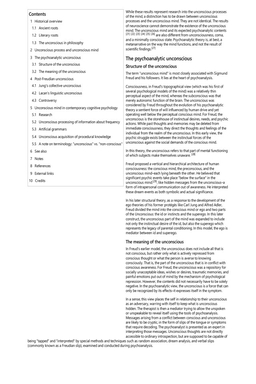 Contents
1 Historical overview
1.1 Ancient roots
1.2 Literary roots
1.3 The unconscious in philosophy
2 Unconscious process and unconscious mind
3 The psychoanalytic unconscious
3.1 Structure of the unconscious
3.2 The meaning of the unconscious
4 Post-Freudian unconscious
4.1 Jung's collective unconscious
4.2 Lacan's linguistic unconscious
4.3 Controversy
5 Unconscious mind in contemporary cognitive psychology
5.1 Research
5.2 Unconscious processing of information about frequency
5.3 Artificial grammars
5.4 Unconscious acquisition of procedural knowledge
5.5 A note on terminology: "unconscious" vs. "non-conscious"
6 See also
7 Notes
8 References
9 External links
10 Credits
While these results represent research into the unconscious processes
of the mind, a distinction has to be drawn between unconscious
processes and the unconscious mind. They are not identical. The results
of neuroscience cannot demonstrate the existence of the unconscious
mind. The unconscious mind and its expected psychoanalytic contents
are also different from unconsciousness, coma,
and a minimally conscious state. Psychoanalytic theory is, at best, a
metanarrative on the way the mind functions, and not the result of
scientific findings
The psychoanalytic unconscious
Structure of the unconscious
The term "unconscious mind" is most closely associated with Sigmund
Freud and his followers. It lies at the heart of psychoanalysis.
Consciousness, in Freud's topographical view (which was his first of
several psychological models of the mind) was a relatively thin
perceptual aspect of the mind, whereas the subconscious was that
merely autonomic function of the brain. The unconscious was
considered by Freud throughout the evolution of his psychoanalytic
theory a sentient force of will influenced by human drive and yet
operating well below the perceptual conscious mind. For Freud, the
unconscious is the storehouse of instinctual desires, needs, and psychic
actions. While past thoughts and memories may be deleted from
immediate consciousness, they direct the thoughts and feelings of the
individual from the realm of the unconscious. In this early view, the
psychic struggle exists between the individual forces of the
unconscious against the social demands of the conscious mind.
In this theory, the unconscious refers to that part of mental functioning
of which subjects make themselves unaware.
Freud proposed a vertical and hierarchical architecture of human
consciousness: the conscious mind, the preconscious, and the
unconscious mind—each lying beneath the other. He believed that
significant psychic events take place "below the surface" in the
unconscious mind, like hidden messages from the unconscious—a
form of intrapersonal communication out of awareness. He interpreted
these dream events as both symbolic and actual significance.
In his later structural theory, as a response to the development of the
ego theories of his former protégés like Carl Jung and Alfred Adler,
Freud divided the mind into the conscious mind or ego and two parts
of the unconscious: the id or instincts and the superego. In this later
construct, the unconscious part of the mind was expanded to include
not only the individual desire of the id, but also the superego which
represents the legacy of parental conditioning. In this model, the ego is
mediator between id and superego.
The meaning of the unconscious
In Freud's earlier model, the unconscious does not include all that is
not conscious, but rather only what is actively repressed from
conscious thought or what the person is averse to knowing
consciously. That is, the part of the unconscious that is in conflict with
conscious awareness. For Freud, the unconscious was a repository for
socially unacceptable ideas, wishes or desires, traumatic memories, and
painful emotions put out of mind by the mechanism of psychological
repression. However, the contents did not necessarily have to be solely
negative. In the psychoanalytic view, the unconscious is a force that can
only be recognized by its effects—it expresses itself in the symptom.
In a sense, this view places the self in relationship to their unconscious
as an adversary, warring with itself to keep what is unconscious
hidden. The therapist is then a mediator trying to allow the unspoken
or unspeakable to reveal itself using the tools of psychoanalysis.
Messages arising from a conflict between conscious and unconscious
are likely to be cryptic, in the form of slips of the tongue or symptoms
that require decoding. The psychoanalyst is presented as an expert in
interpreting those messages. Unconscious thoughts are not directly
accessible to ordinary introspection, but are supposed to be capable of
being "tapped" and "interpreted" by special methods and techniques such as random association, dream analysis, and verbal slips
(commonly known as a Freudian slip), examined and conducted during psychoanalysis.